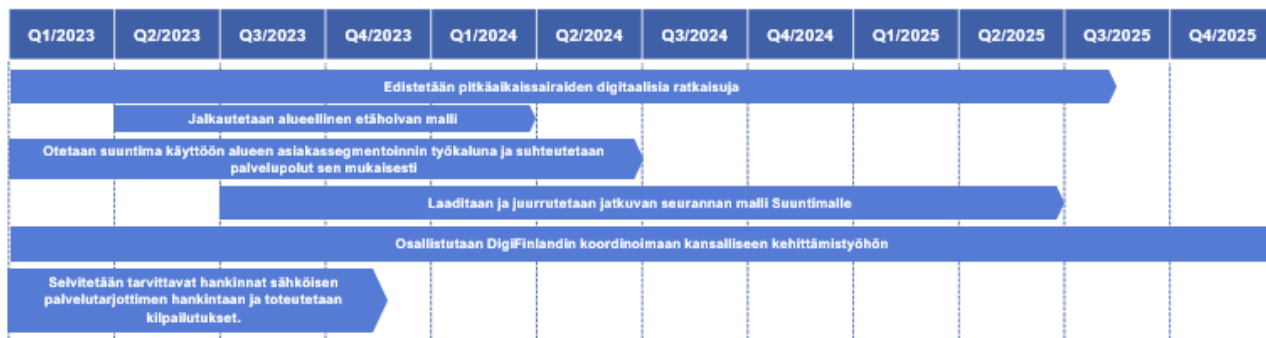 Q1/2023 Q2/2023 Q3/2023 Q4/2023 Q1/2024 Q2/2024 Q3/2024 Q4/2024 Q1/2025 Q2/2025 Q3/2025 Q4/2025
Edistetään pitkäaikaissairaiden digitaalisia ratkaisuja
Jalkautetaan alueellinen etähoivan malli
Otetaan suuntima käyttöön alueen asiakassegmentoinnin työkaluna ja suhteutetaan
palvelupolut sen mukaisesti
Laaditaan ja juurrutetaan jatkuvan seurannan malli Suuntimalle
Osallistutaan DigiFinlandin koordinoimaan kansalliseen kehittämistyöhön
Selvitetään tarvittavat hankinnat sähköisen
palvelutarjottimen hankintaan ja toteutetaan
kilpailutukset.